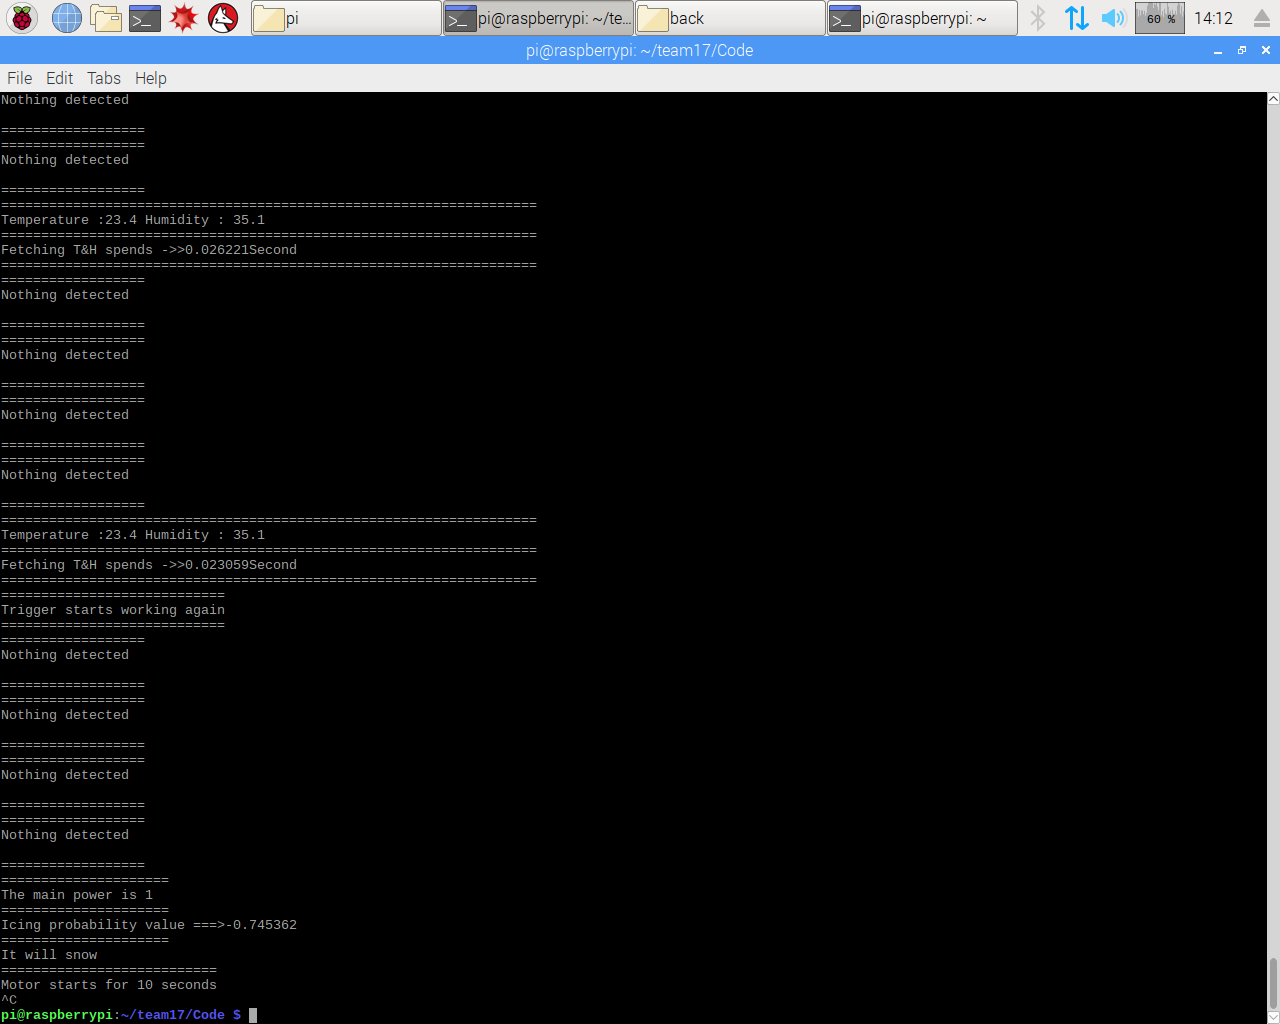 pi
pi@raspberrypi: ~/te...
back
pi@raspberrypi: ~
60 %
14:12
pi@raspberrypi: ~/team17/Code
File Edit Tabs Help
Nothing detected
==================
==================
Nothing detected
==================
===================================================================
Temperature :23.4 Humidity : 35.1
===================================================================
Fetching T&H spends ->>0.026221Second
===================================================================
==================
Nothing detected
==================
==================
Nothing detected
==================
==================
Nothing detected
==================
==================
Nothing detected
==================
===================================================================
Temperature :23.4 Humidity : 35.1
===================================================================
Fetching T&H spends ->>0.023059Second
===================================================================
============================
Trigger starts working again
============================
==================
Nothing detected
==================
==================
Nothing detected
==================
==================
Nothing detected
==================
==================
Nothing detected
==================
=====================
The main power is 1
=====================
Icing probability value ===>-0.745362
=====================
It will snow
===========================
Motor starts for 10 seconds
^C
pi@raspberrypi:~/team17/Code $